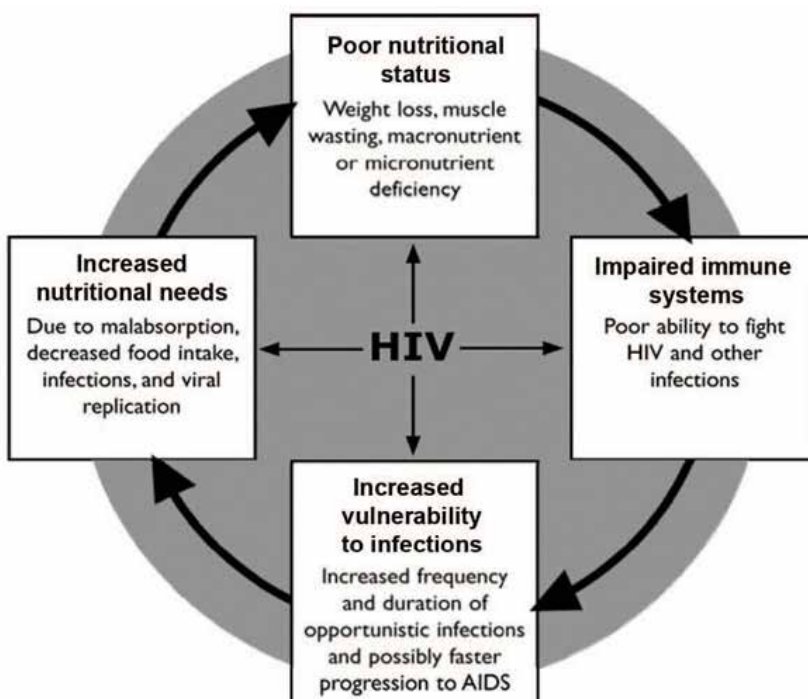 Poor nutritional
status
Weight loss, muscle
wasting, macronutrient
or micronutrient
deficiency
Increased
nutritional needs
Due to malabsorption,
decreased food intake,
infections, and viral
replication
HIV
Impaired immune
systems
Poor ability to fight
HIV and other
infections
Increased
vulnerability
to infections
Increased frequency
and duration of
opportunistic infections
and possibly faster
progression to AIDS